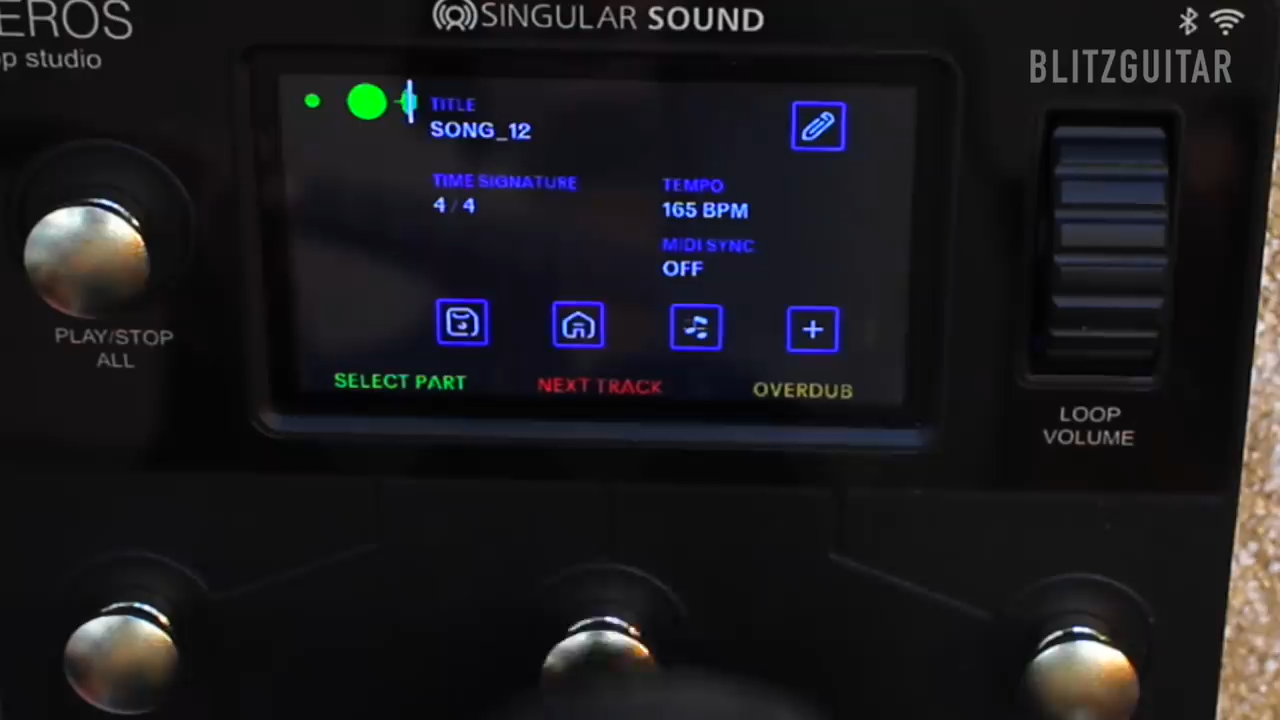 EROS
p studio
SINGULAR SOUND
BLITZGUITAR
TITLE
SONG_12
TIME SIGNATURE
4 / 4
TEMPO
165 BPM
MIDI SYNC
OFF
PLAY/STOP
ALL
SELECT PART
NEXT TRACK
OVERDUB
LOOP
VOLUME